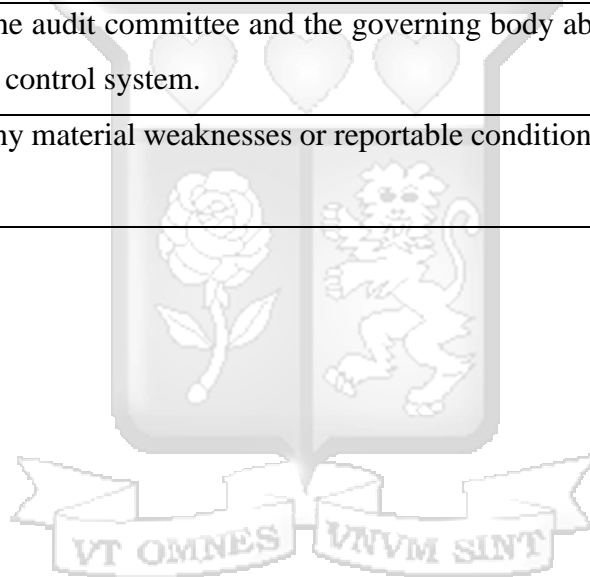 he audit committee and the governing body ab
control system.
ny material weaknesses or reportable condition
VT OMNES VNVM SINT